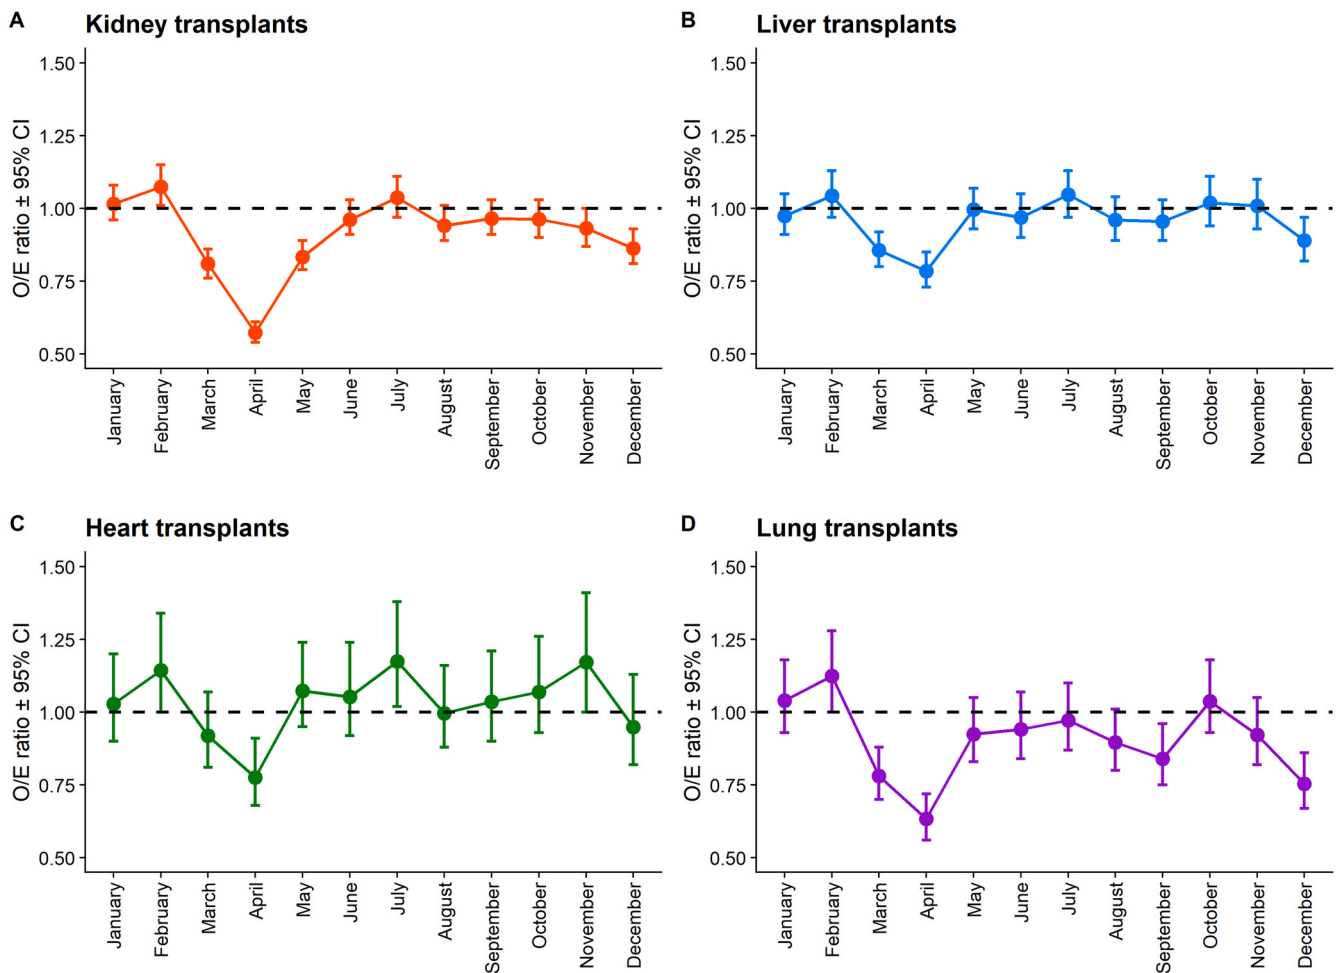 A
Kidney transplants
O/E ratio ± 95% CI
1.50
1.25
1.00
0.75
0.50
January
February
March
April
May
June
July
August
September
October
November
December
B
Liver transplants
O/E ratio ± 95% CI
1.50
1.25
1.00
0.75
0.50
January
February
March
April
May
June
July
August
September
October
November
December
C
Heart transplants
O/E ratio ± 95% CI
1.50
1.25
1.00
0.75
0.50
January
February
March
April
May
June
July
August
September
October
November
December
D
Lung transplants
O/E ratio ± 95% CI
1.50
1.25
1.00
0.75
0.50
January
February
March
April
May
June
July
August
September
October
November
December